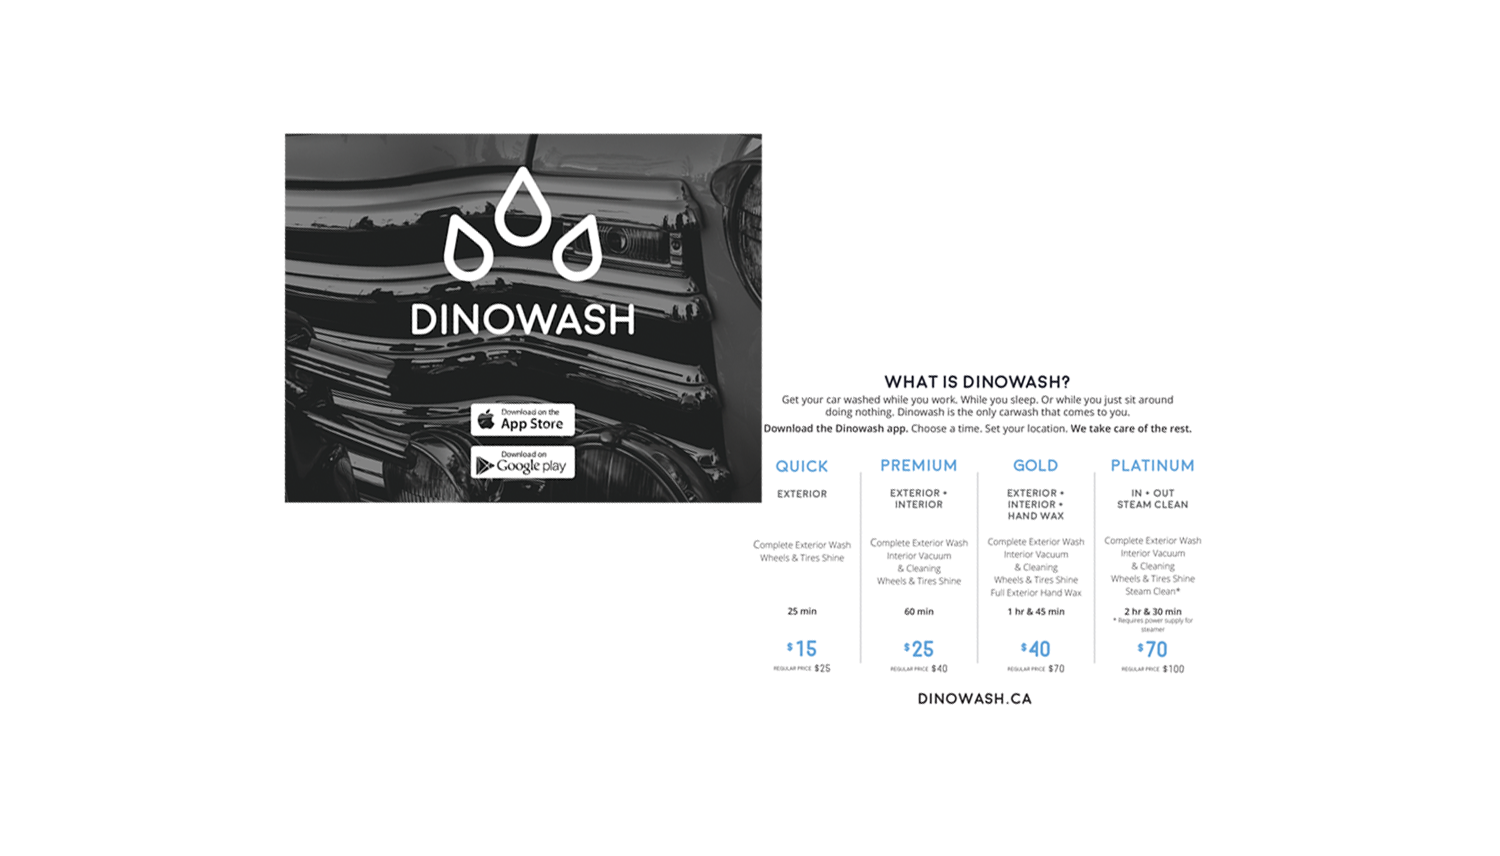 DINOWASH
Download on the
App Store
Download on
Google play
WHAT IS DINOWASH?
Get your car washed while you work. While you sleep. Or while you just sit around
doing nothing. Dinowash is the only carwash that comes to you.
Download the Dinowash app. Choose a time. Set your location. We take care of the rest.
QUICK
EXTERIOR
Complete Exterior Wash
Wheels & Tires Shine
25 min
$15
REGULAR PRICE $25
PREMIUM
EXTERIOR +
INTERIOR
Complete Exterior Wash
Interior Vacuum
& Cleaning
Wheels & Tires Shine
60 min
$25
REGULAR PRICE $40
GOLD
EXTERIOR +
INTERIOR +
HAND WAX
Complete Exterior Wash
Interior Vacuum
& Cleaning
Wheels & Tires Shine
Full Exterior Hand Wax
1 hr & 45 min
$40
REGULAR PRICE $70
PLATINUM
IN + OUT
STEAM CLEAN
Complete Exterior Wash
Interior Vacuum
& Cleaning
Wheels & Tires Shine
Steam Clean*
2 hr & 30 min
* Requires power supply for
steamer
$70
REGULAR PRICE $100
DINOWASH.CA